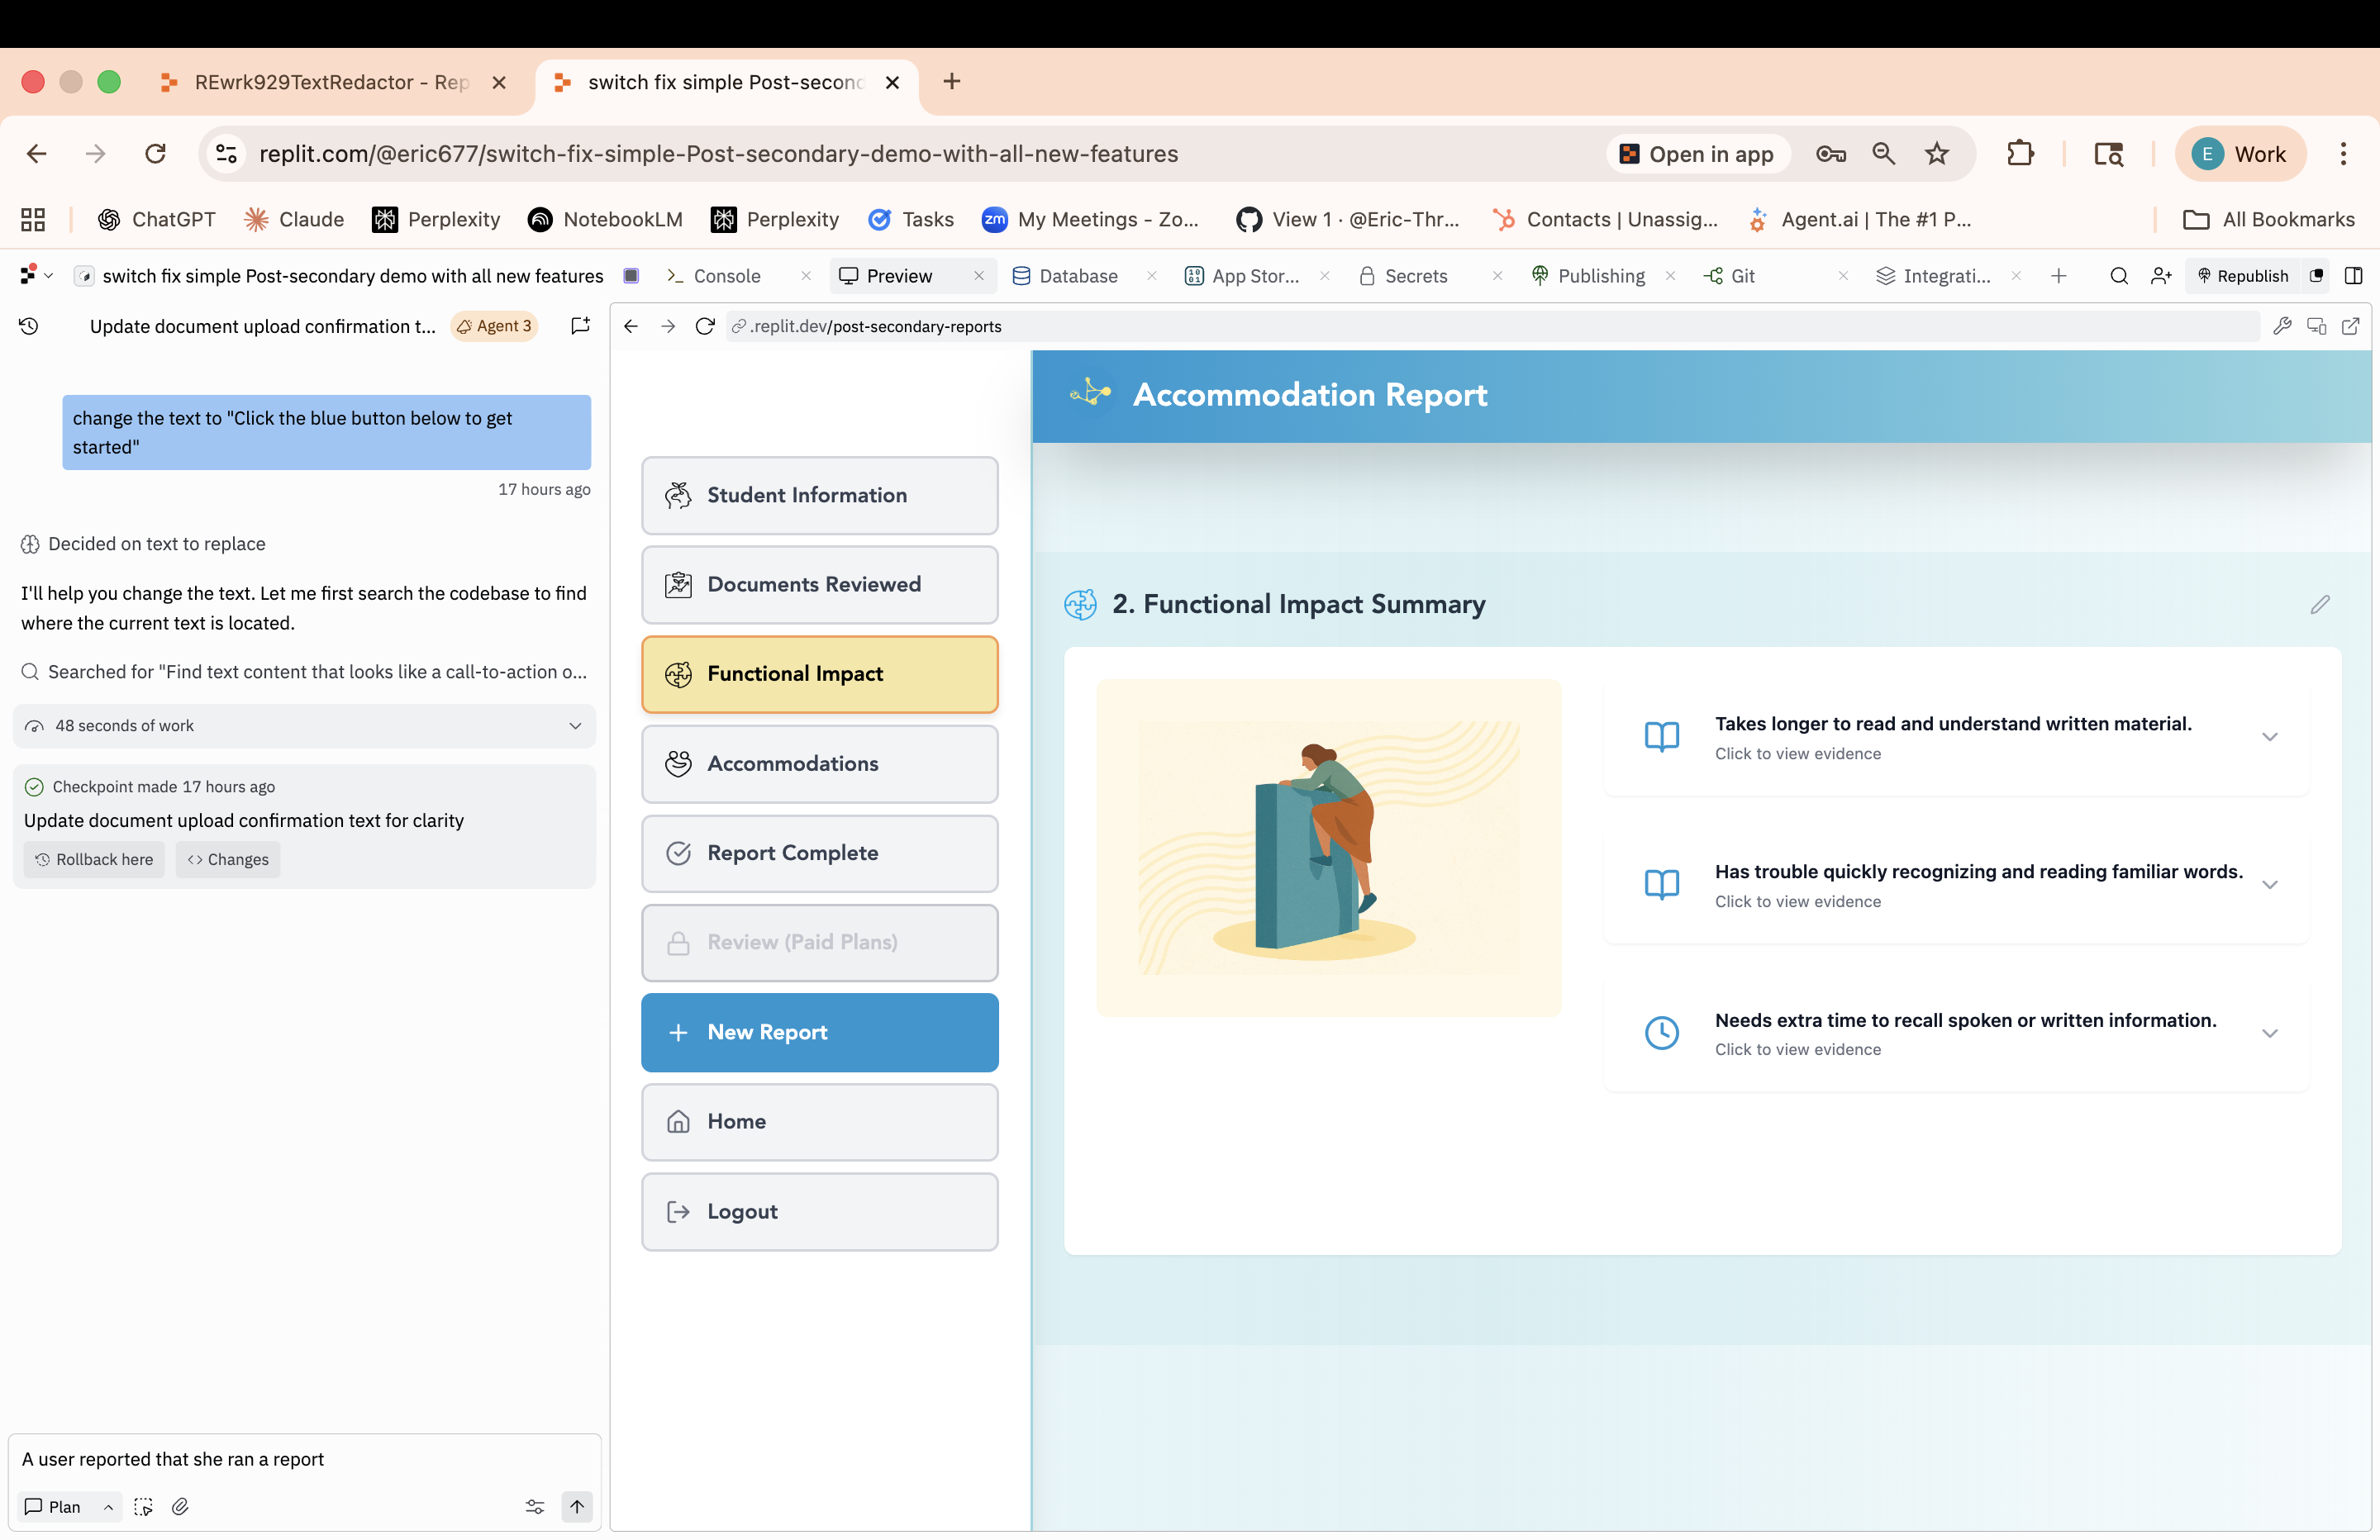 REwrk929TextRedactor - Rep
switch fix simple Post-second
replit.com/@eric677/switch-fix-simple-Post-secondary-demo-with-all-new-features
Open in app
E
Work
ChatGPT
Claude
Perplexity
NotebookLM
Perplexity
Tasks
zm
My Meetings - Zo...
View 1 · @Eric-Thr...
Contacts | Unassig...
Agent.ai | The #1 P...
All Bookmarks
switch fix simple Post-secondary demo with all new features
Console
Preview
Database
App Stor...
Secrets
Publishing
Git
Integrati...
Republish
Update document upload confirmation t...
Agent 3
.replit.dev/post-secondary-reports
change the text to "Click the blue button below to get
started"
17 hours ago
Decided on text to replace
I'll help you change the text. Let me first search the codebase to find
where the current text is located.
Searched for "Find text content that looks like a call-to-action o...
48 seconds of work
Checkpoint made 17 hours ago
Update document upload confirmation text for clarity
Rollback here
Changes
A user reported that she ran a report
Plan
Student Information
Documents Reviewed
Functional Impact
Accommodations
Report Complete
Review (Paid Plans)
New Report
Home
Logout
Accommodation Report
2. Functional Impact Summary
Takes longer to read and understand written material.
Click to view evidence
Has trouble quickly recognizing and reading familiar words.
Click to view evidence
Needs extra time to recall spoken or written information.
Click to view evidence